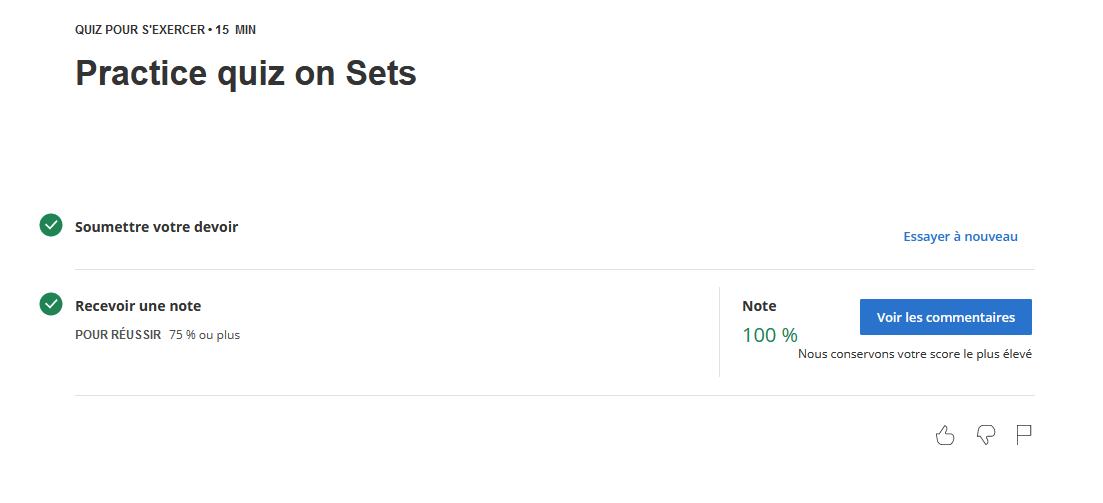 QUIZ POUR S'EXERCER • 15 MIN
Practice quiz on Sets
Soumettre votre devoir
Essayer à nouveau
Recevoir une note
POUR RÉUSSIR 75 % ou plus
Note
100 %
Voir les commentaires
Nous conservons votre score le plus élevé